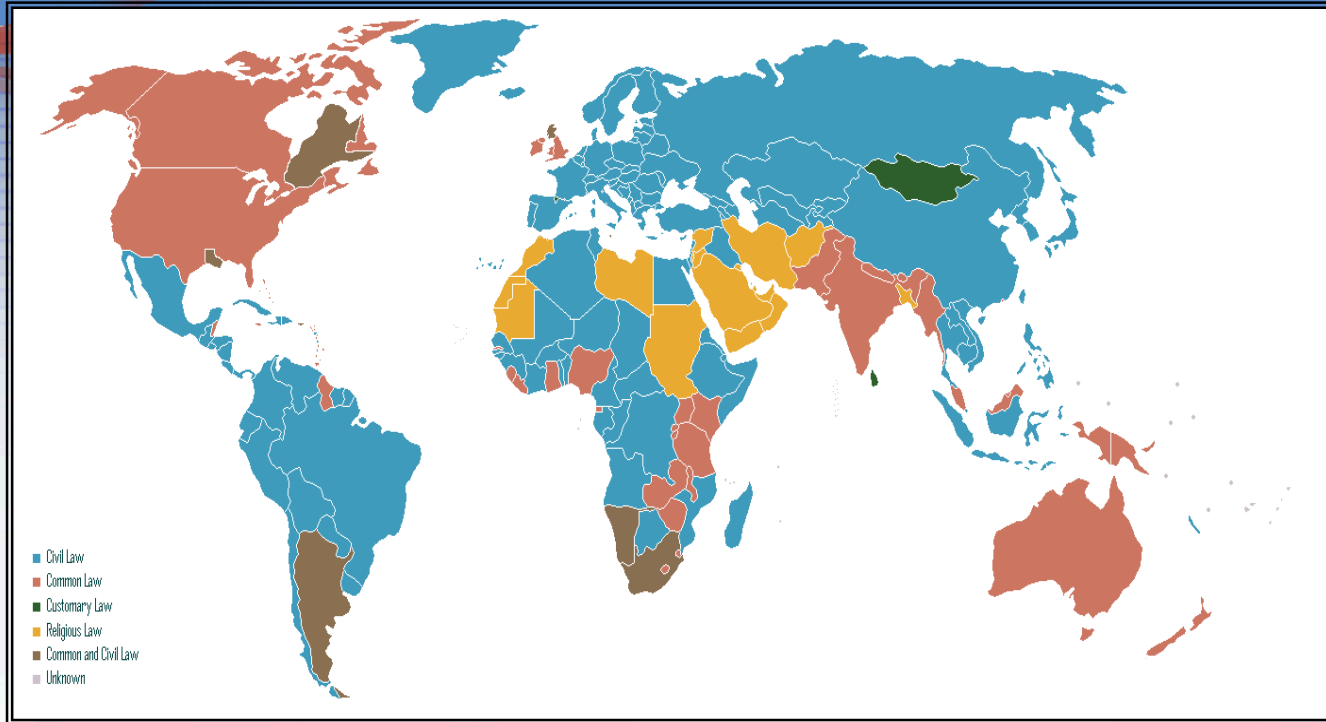 Civil Law
Common Law
Customary Law
Religious Law
Common and Civil Law
Unknown